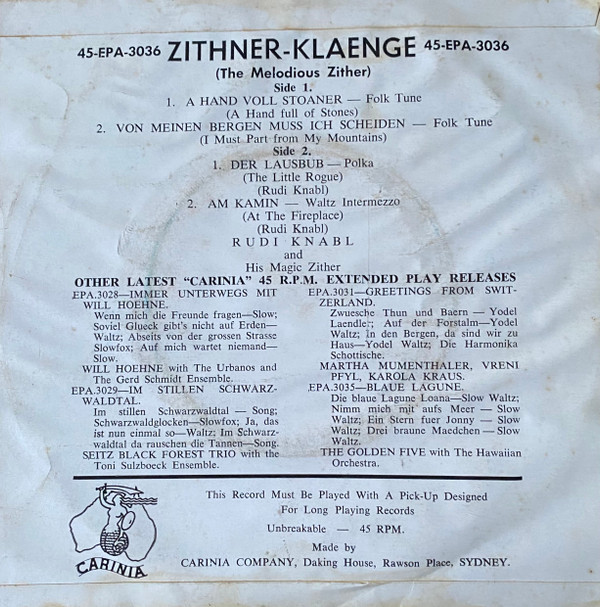 45-EPA-3036 ZITHNER-KLAENGE 45-EPA-3036
(The Melodious Zither)
Side 1.
1. A HAND VOLL STOANER — Folk Tune
(A Hand full of Stones)
2. VON MEINEN BERGEN MUSS ICH SCHEIDEN — Folk Tune
(I Must Part from My Mountains)
Side 2.
1. DER LAUSBUB — Polka
(The Little Rogue)
(Rudi Knabl)
2. AM KAMIN — Waltz Intermezzo
(At The Fireplace)
(Rudi Knabl)
RUDI KNABL
and
His Magic Zither
OTHER LATEST "CARINIA" 45 R.P.M. EXTENDED PLAY RELEASES
EPA.3028—IMMER UNTERWEGS MIT
WILL HOEHNE.
Wenn mich die Freunde fragen—Slow;
Soviel Glueck gibt's nicht auf Erden—
Waltz; Abseits von der grossen Strasse
Slowfox; Auf mich wartet niemand—
Slow.
WILL HOEHNE with The Urbanos and
The Gerd Schmidt Ensemble.
EPA.3029—IM STILLEN SCHWARZ-
WALDTAL.
Im stillen Schwarzwaldtal — Song;
Schwarzwaldglocken—Slowfox; Ja, das
ist nun einmal so—Waltz; Im Schwarz-
waldtal da rauschen die Tannen—Song.
SEITZ BLACK FOREST TRIO with the
Toni Sulzboeck Ensemble.
EPA.3031—GREETINGS FROM SWIT-
ZERLAND.
Zwuesche Thun und Baern — Yodel
Laendler; Auf der Forstalm—Yodel
Waltz; In den Bergen, da sind wir zu
Haus—Yodel Waltz; Die Harmonika
Schottische.
MARTHA MUMENTHALER, VRENI
PFYL, KAROLA KRAUS.
EPA.3035—BLAUE LAGUNE.
Die blaue Lagune Loana—Slow Waltz;
Nimm mich mit aufs Meer — Slow
Waltz; Ein Stern fuer Jonny — Slow
Waltz; Drei braune Maedchen — Slow
Waltz.
THE GOLDEN FIVE with The Hawaiian
Orchestra.
This Record Must Be Played With A Pick-Up Designed
For Long Playing Records
Unbreakable — 45 RPM.
Made by
CARINIA COMPANY, Daking House, Rawson Place, SYDNEY.
CARINIA